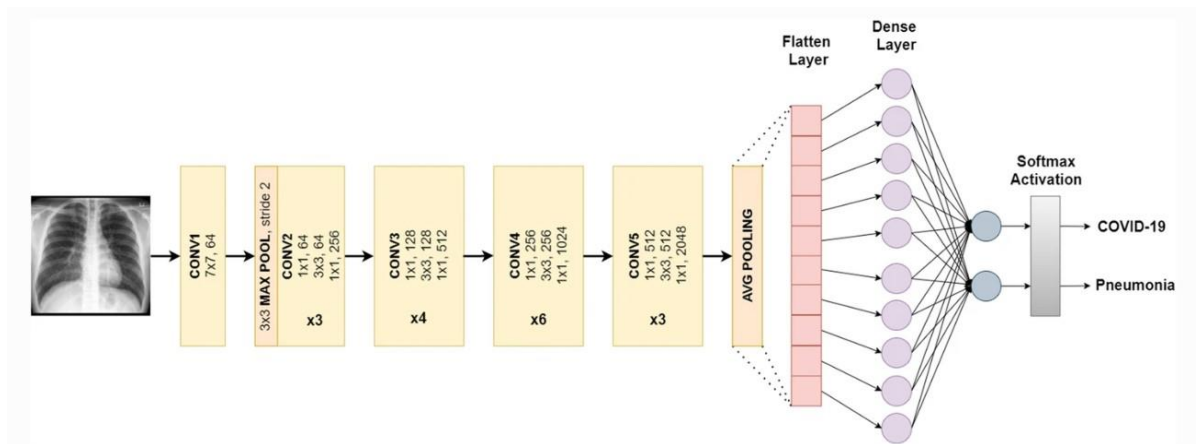 CONV1
7x7, 64
3x3 MAX POOL, stride 2
CONV2
1x1, 64
3x3, 64
1x1, 256
x3
CONV3
1x1, 128
3x3, 128
1x1, 512
x4
CONV4
1x1, 256
3x3, 256
1x1, 1024
x6
CONV5
1x1, 512
3x3, 512
1x1, 2048
x3
AVG POOLING
Flatten
Layer
Dense
Layer
Softmax
Activation
COVID-19
Pneumonia